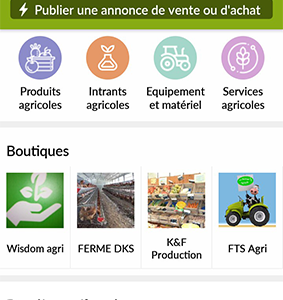 Publier une annonce de vente ou d'achat
Produits Intrants Equipement Services
agricoles agricoles et matériel agricoles
Boutiques
Wisdom agri FERME DKS K&F Production FTS Agri